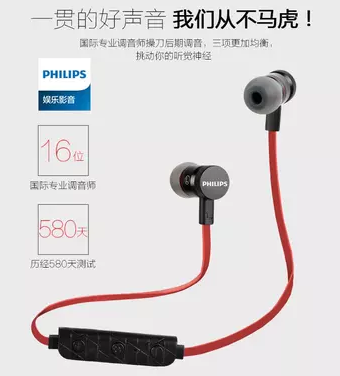 一贯的好声音 我们从不马虎！
国际专业调音师操刀后期调音，三项更加均衡，
挑动你的听觉神经
PHILIPS
娱乐影音
16位
国际专业调音师
PHILIPS
580天
历经580天测试